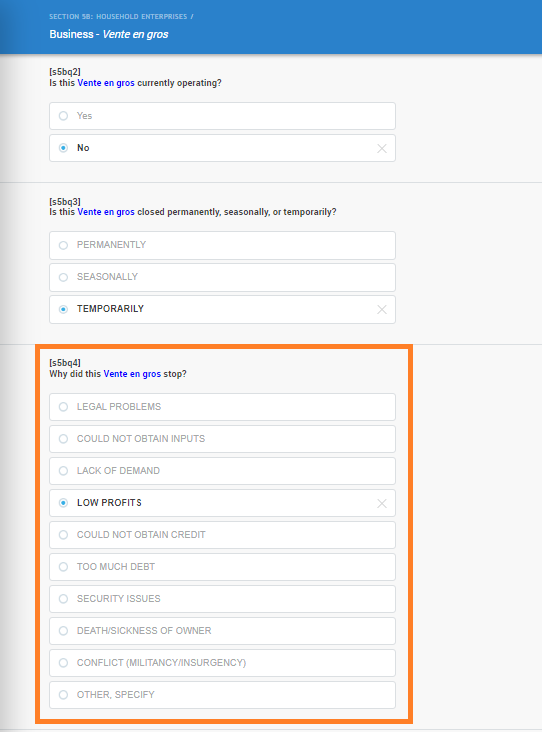 SECTION 5B: HOUSEHOLD ENTERPRISES /
Business - Vente en gros
[s5bq2]
Is this Vente en gros currently operating?
Yes
No
[s5bq3]
Is this Vente en gros closed permanently, seasonally, or temporarily?
PERMANENTLY
SEASONALLY
TEMPORARILY
[s5bq4]
Why did this Vente en gros stop?
LEGAL PROBLEMS
COULD NOT OBTAIN INPUTS
LACK OF DEMAND
LOW PROFITS
COULD NOT OBTAIN CREDIT
TOO MUCH DEBT
SECURITY ISSUES
DEATH/SICKNESS OF OWNER
CONFLICT (MILITANCY/INSURGENCY)
OTHER, SPECIFY